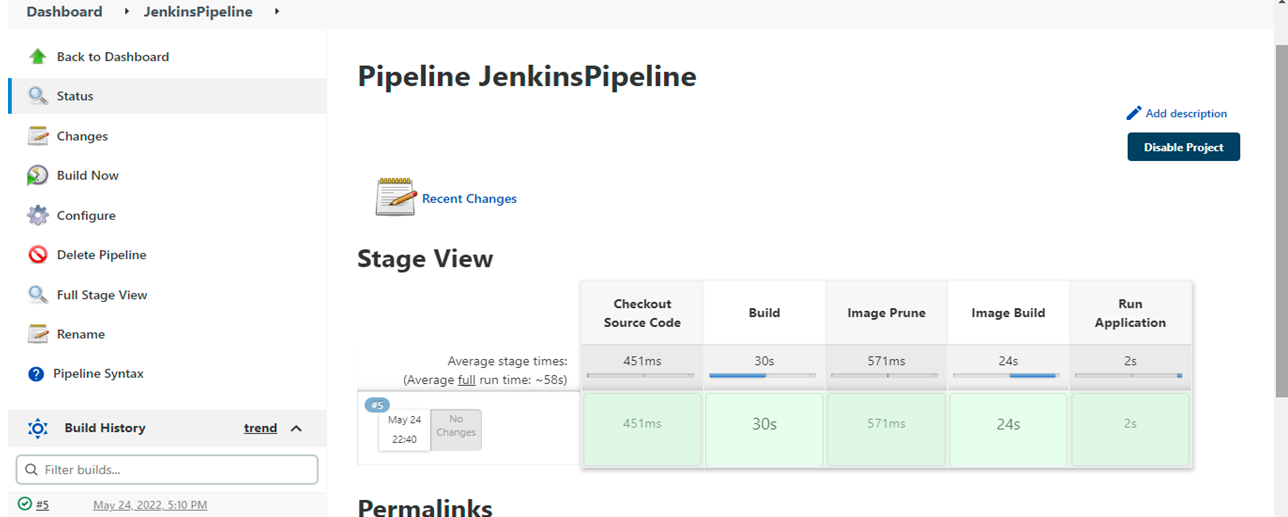 Dashboard JenkinsPipeline
Back to Dashboard
Status
Changes
Build Now
Configure
Delete Pipeline
Full Stage View
Rename
Pipeline Syntax
Build History trend
Filter builds...
#5 May 24, 2022, 5:10 PM
Pipeline JenkinsPipeline
Add description
Disable Project
Recent Changes
Stage View
Checkout
Source Code
Build
Image Prune
Image Build
Run
Application
Average stage times:
(Average full run time: ~58s)
451ms
30s
571ms
24s
2s
#5
May 24
22:40
No
Changes
451ms
30s
571ms
24s
2s
Permalinks